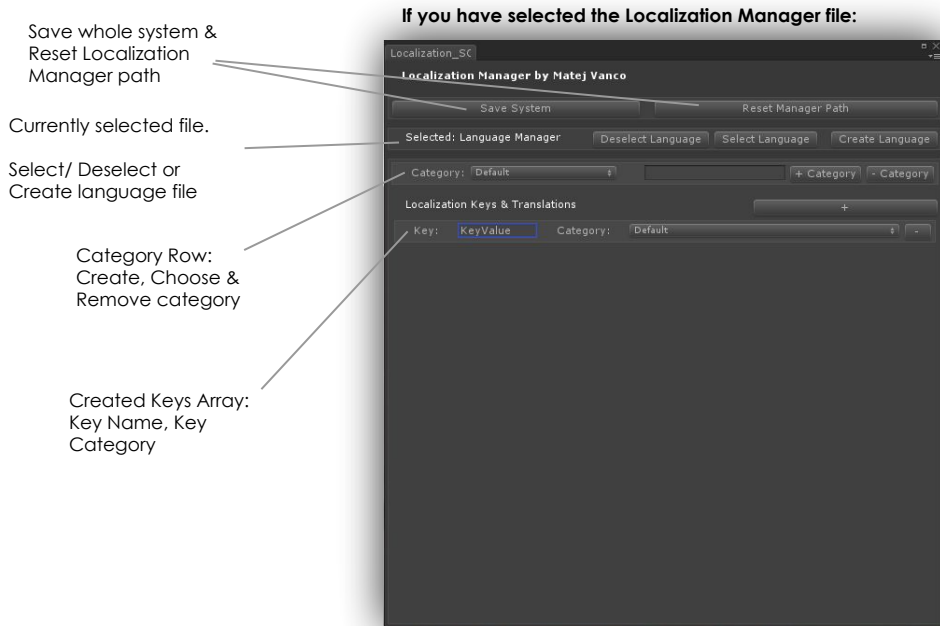 If you have selected the Localization Manager file:
Save whole system &
Reset Localization
Manager path
Currently selected file.
Select/ Deselect or
Create language file
Category Row:
Create, Choose &
Remove category
Created Keys Array:
Key Name, Key
Category
Localization_SO
Localization Manager by Matej Vanco
Save System Reset Manager Path
Selected: Language Manager Deselect Language Select Language Create Language
Category: Default + Category - Category
Localization Keys & Translations +
Key: KeyValue Category: Default -